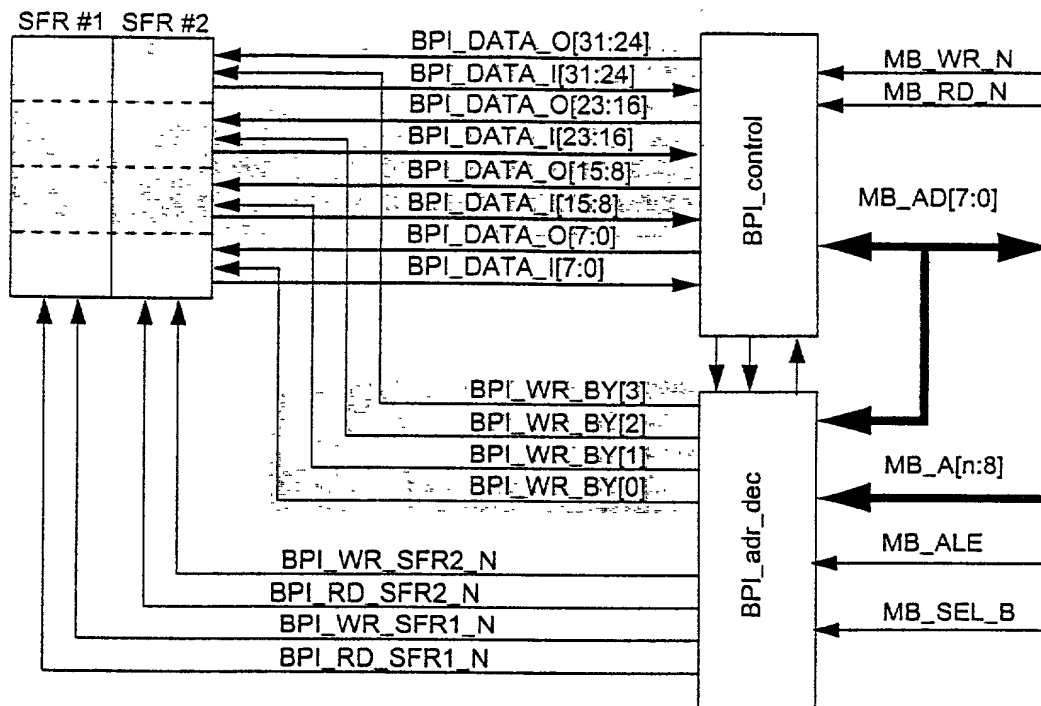 SFR #1 SFR #2
BPI_DATA_O[31:24]
BPI_DATA_I[31:24]
BPI_DATA_O[23:16]
BPI_DATA_I[23:16]
BPI_DATA_O[15:8]
BPI_DATA_I[15:8]
BPI_DATA_O[7:0]
BPI_DATA_I[7:0]
BPI_control
MB_WR_N
MB_RD_N
MB_AD[7:0]
BPI_WR_BY[3]
BPI_WR_BY[2]
BPI_WR_BY[1]
BPI_WR_BY[0]
BPI_WR_SFR2_N
BPI_RD_SFR2_N
BPI_WR_SFR1_N
BPI_RD_SFR1_N
BPI_adr_dec
MB_A[n:8]
MB_ALE
MB_SEL_B